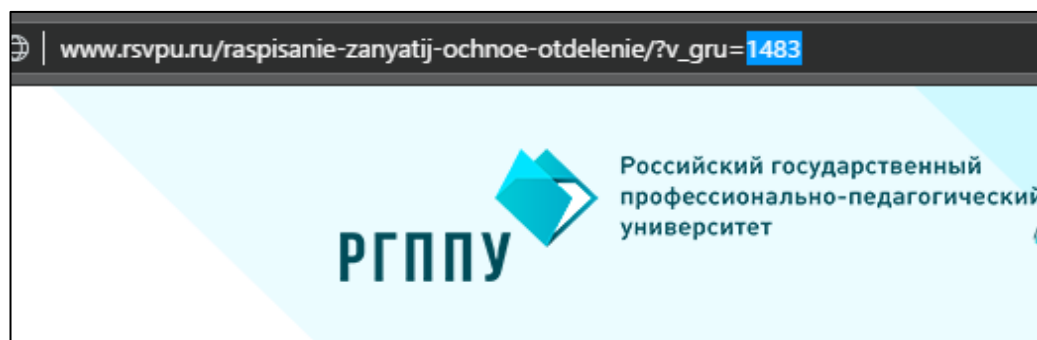 www.rsvpu.ru/raspisanie-zanyatij-ochnoe-otdelenie/?v_gru=1483
Российский государственный
профессионально-педагогический
университет
РГППУ